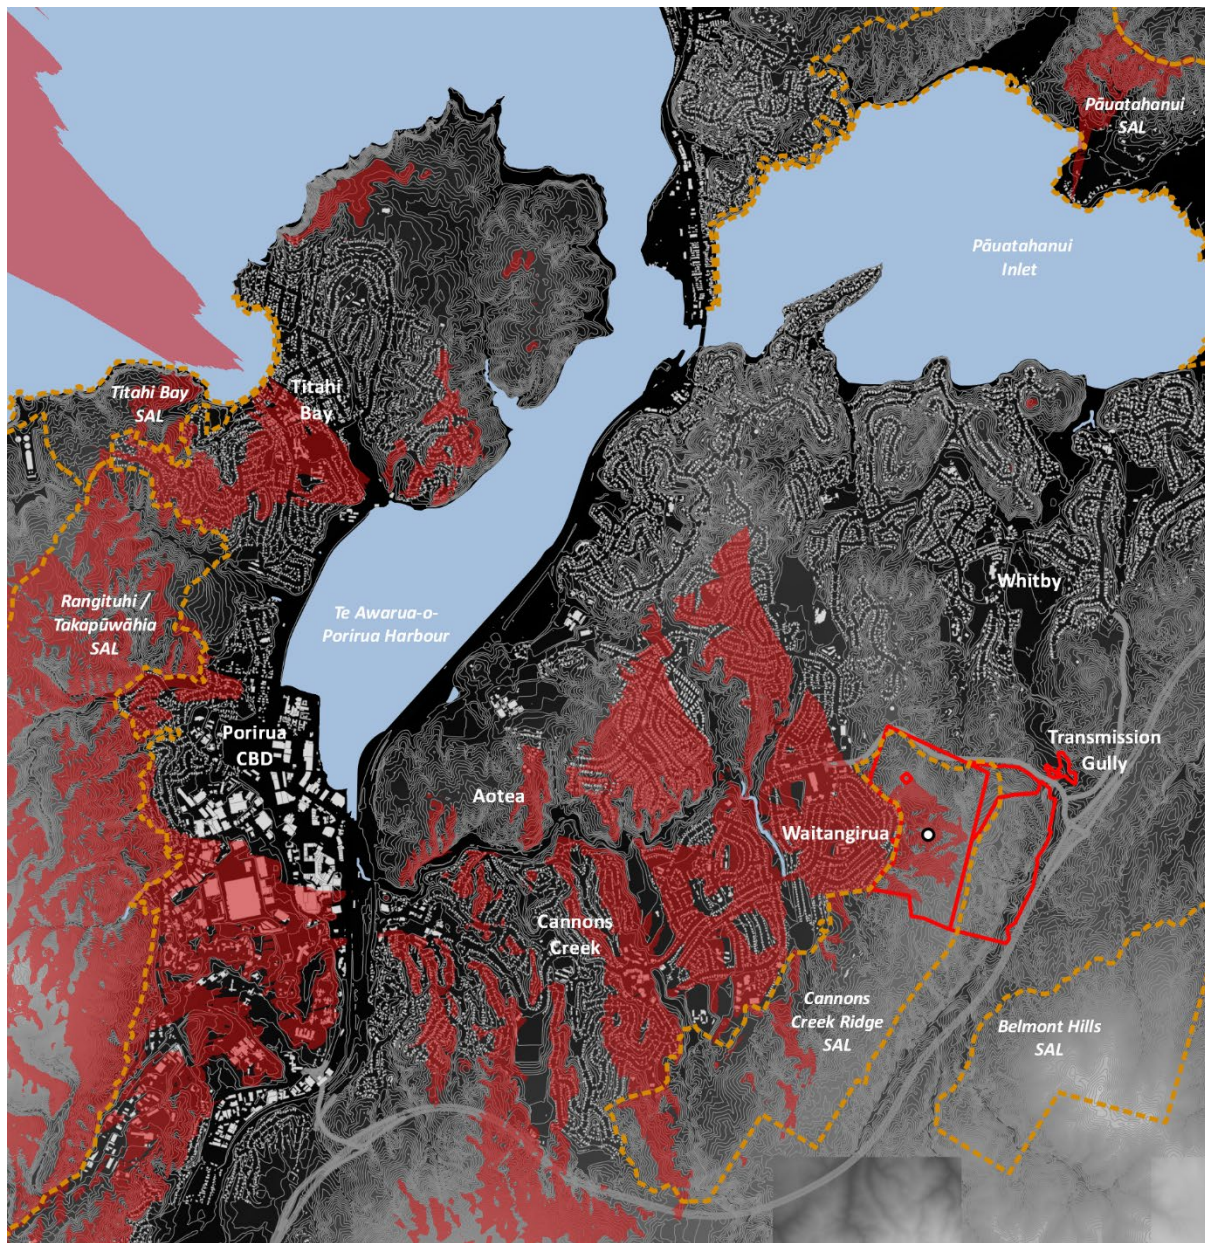 Pāuatahanui
SAL
Pāuatahanui
Inlet
Titahi Bay
SAL
Titahi
Bay
Whitby
Rangituhi /
Takapūwāhia
SAL
Te Awarua-o-
Porirua Harbour
Porirua
CBD
Transmission
Gully
Aotea
Waitangirua
Cannons
Creek
Cannons
Creek Ridge
SAL
Belmont Hills
SAL